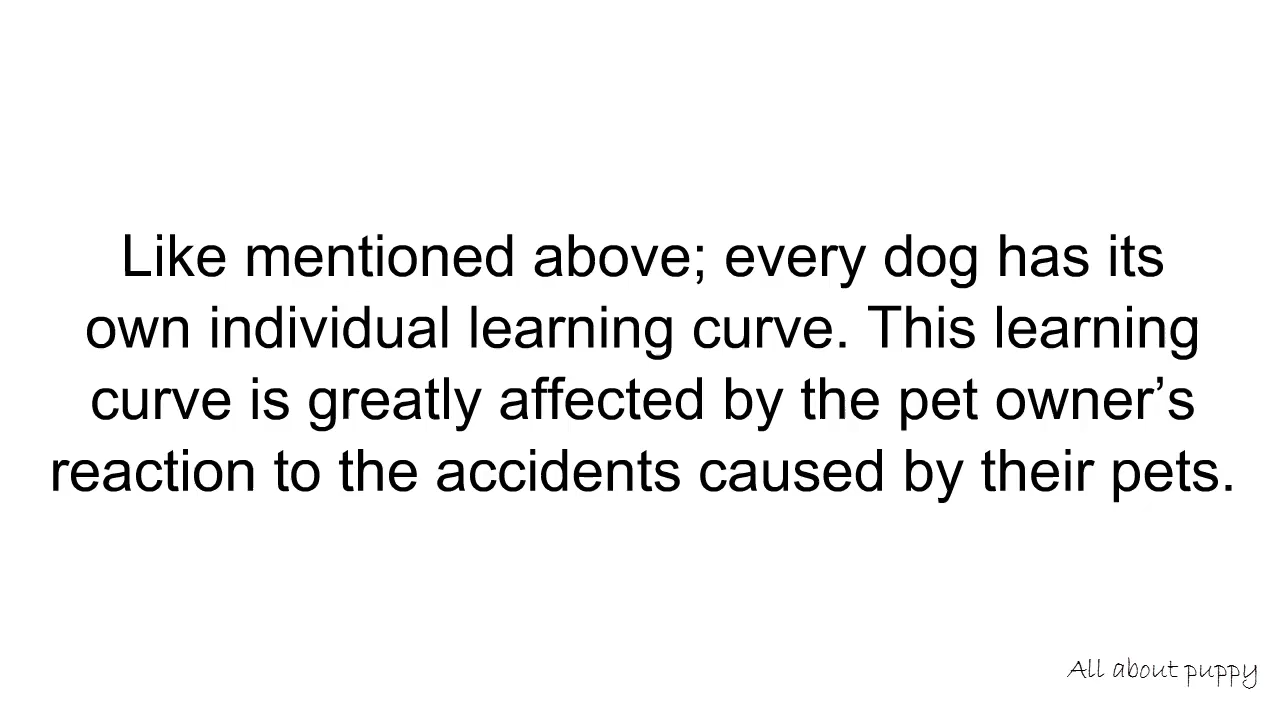 Like mentioned above; every dog has its
own individual learning curve. This learning
curve is greatly affected by the pet owner’s
reaction to the accidents caused by their pets.
All about puppy